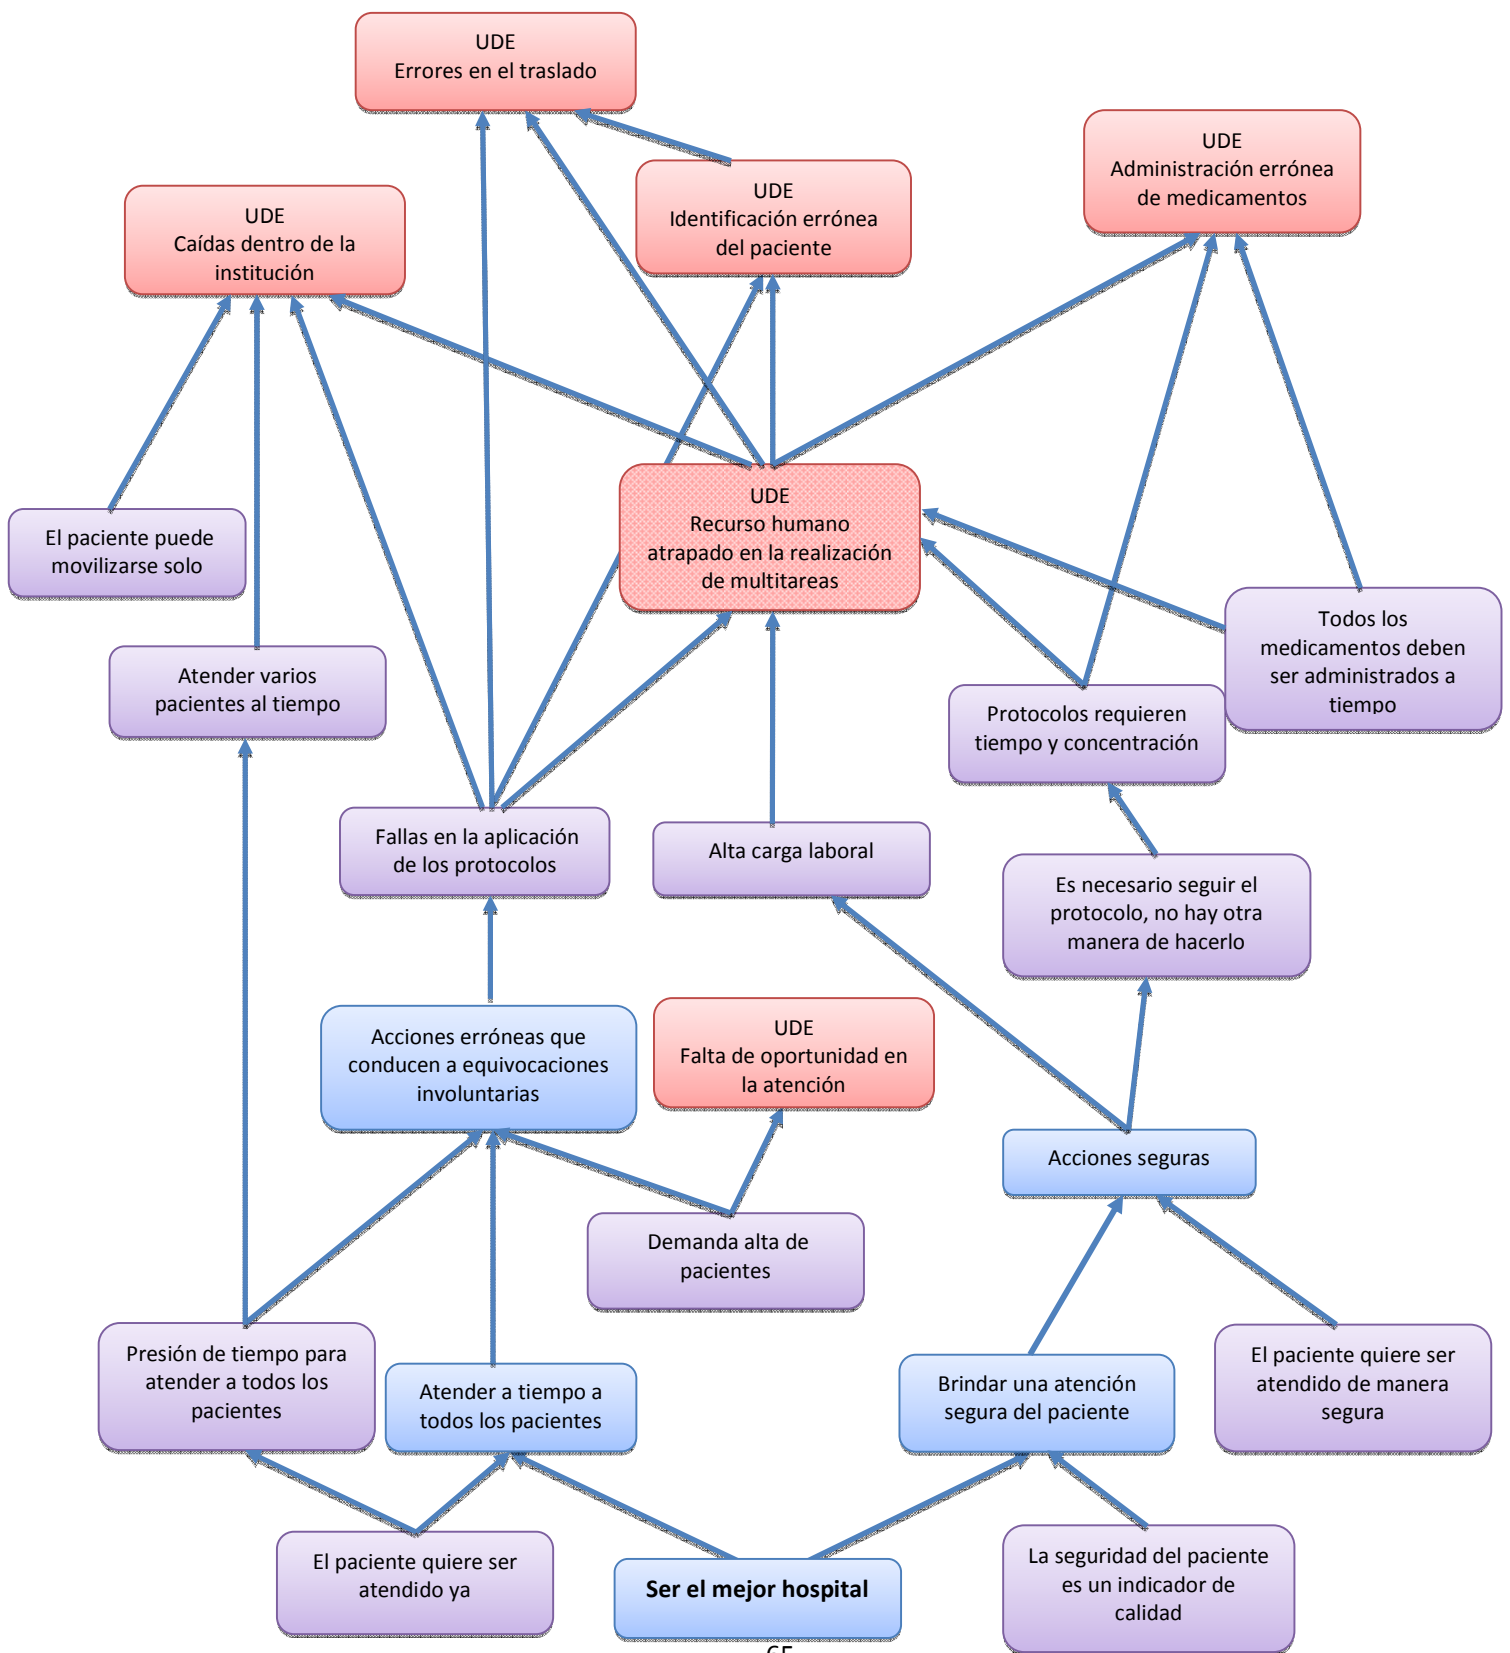 UDE
Errores en el traslado
UDE
Administración errónea
de medicamentos
UDE
Identificación errónea
del paciente
UDE
Caídas dentro de la
institución
UDE
Recurso humano
atrapado en la realización
de multitareas
El paciente puede
movilizarse solo
Todos los
medicamentos deben
ser administrados a
tiempo
Atender varios
pacientes al tiempo
Protocolos requieren
tiempo y concentración
Fallas en la aplicación
de los protocolos
Alta carga laboral
Es necesario seguir el
protocolo, no hay otra
manera de hacerlo
Acciones erróneas que
conducen a equivocaciones
involuntarias
UDE
Falta de oportunidad en
la atención
Acciones seguras
Demanda alta de
pacientes
Presión de tiempo para
atender a todos los
pacientes
Atender a tiempo a
todos los pacientes
Brindar una atención
segura del paciente
El paciente quiere ser
atendido de manera
segura
El paciente quiere ser
atendido ya
Ser el mejor hospital
La seguridad del paciente
es un indicador de
calidad